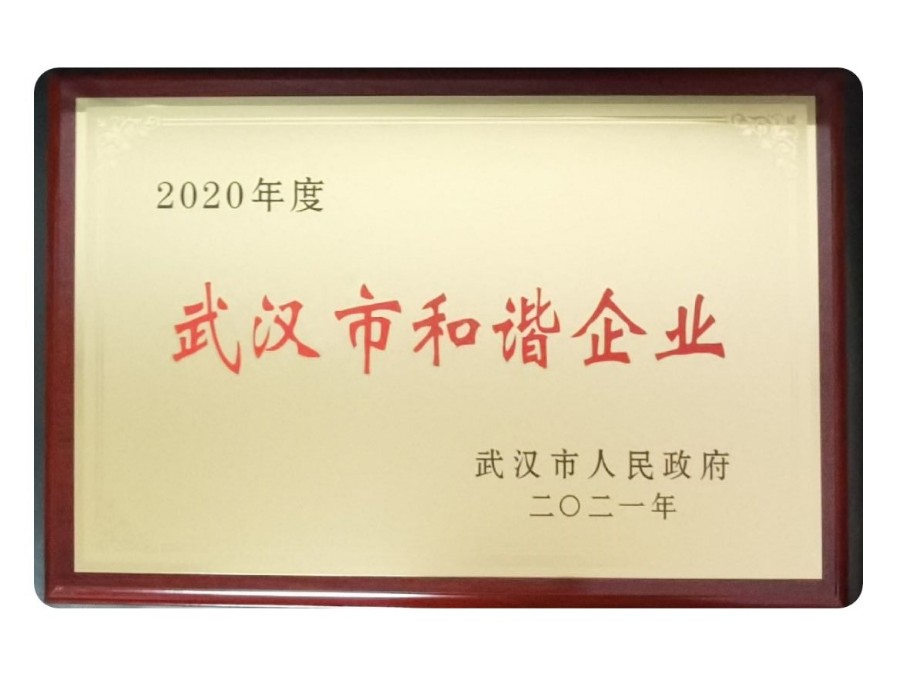 2020年度
武汉市和谐企业
武汉市人民政府
二〇二一年